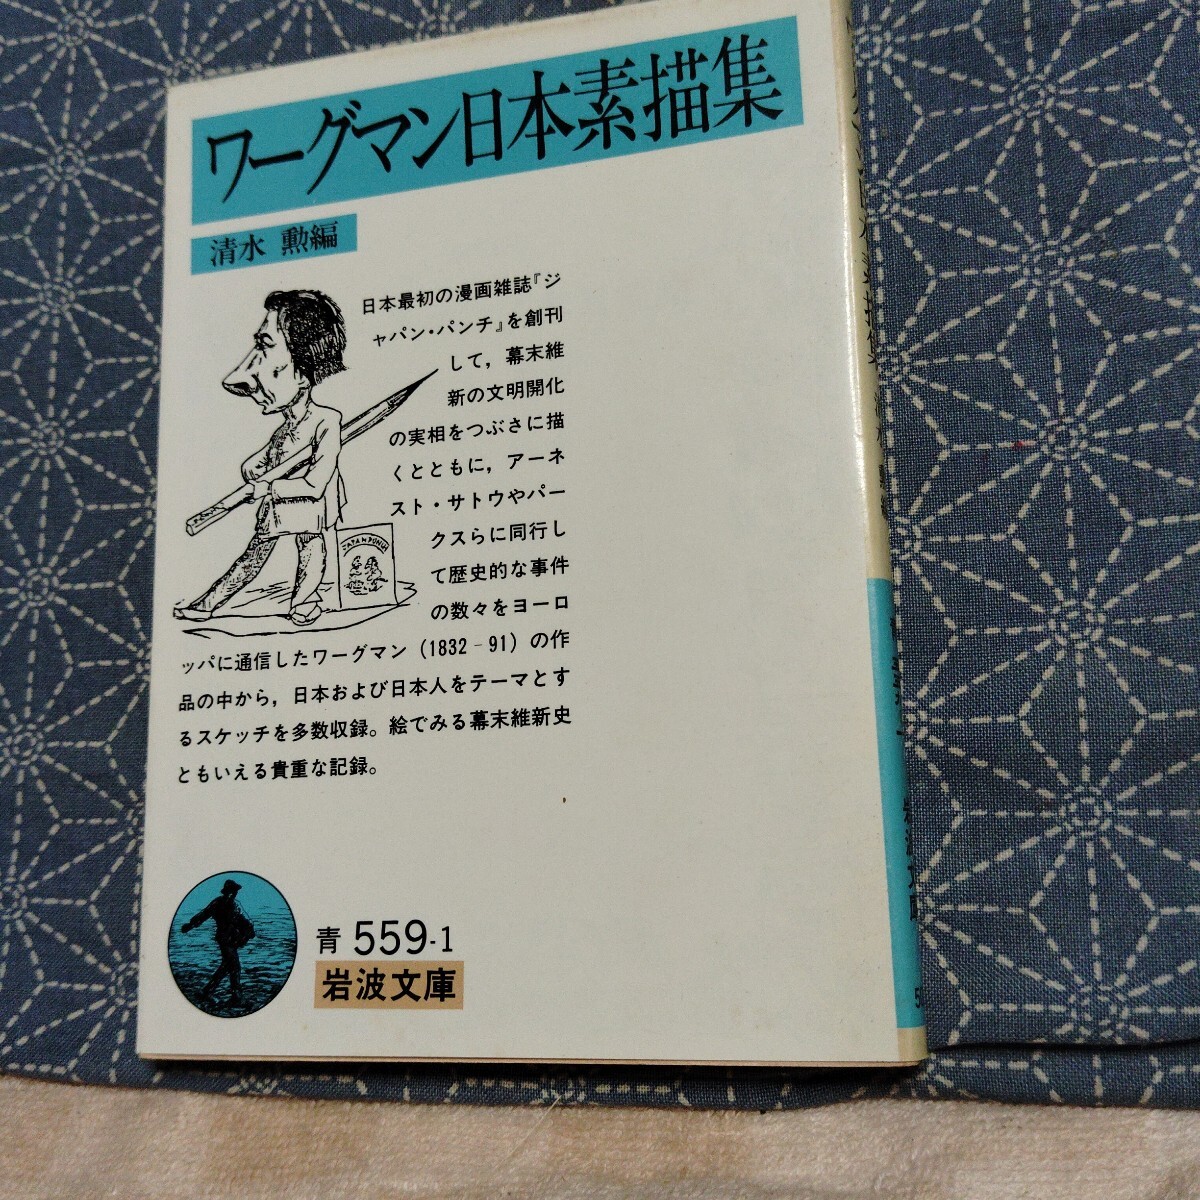 ワーグマン日本素描集
清水 勲編
日本最初の漫画雑誌『ジ
ャパン・パンチ』を創刊
して，幕末維
新の文明開化
の実相をつぶさに描
くとともに，アーネ
スト・サトウやパー
クスらに同行し
て歴史的な事件
の数々をヨーロ
ッパに通信したワーグマン（1832‐91）の作
品の中から，日本および日本人をテーマとす
るスケッチを多数収録。絵でみる幕末維新史
ともいえる貴重な記録。
JAPAN PUNCH
青 559-1
岩波文庫